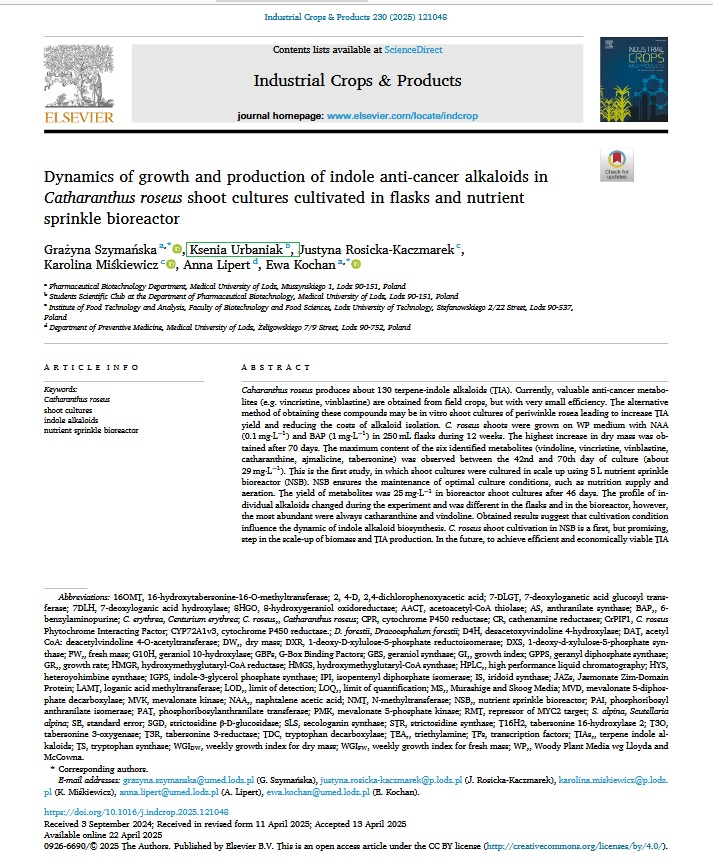 Industrial Crops & Products 230 (2025) 121048
Contents lists available at ScienceDirect
Industrial Crops & Products
journal homepage: www.elsevier.com/locate/indcrop
ELSEVIER
INDUSTRIAL
CROPS
AND PRODUCTS
Check for
updates
Dynamics of growth and production of indole anti-cancer alkaloids in
Catharanthus roseus shoot cultures cultivated in flasks and nutrient
sprinkle bioreactor
Grażyna Szymańska a,*, Ksenia Urbaniak b, Justyna Rosicka-Kaczmarek c,
Karolina Miśkiewicz c, Anna Lipert d, Ewa Kochan a,*
a Pharmaceutical Biotechnology Department, Medical University of Lodz, Muszynskiego 1, Lodz 90-151, Poland
b Students Scientific Club at the Department of Pharmaceutical Biotechnology, Medical University of Lodz, Lodz 90-151, Poland
c Institute of Food Technology and Analysis, Faculty of Biotechnology and Food Sciences, Lods University of Technology, Stefanowskiego 2/22 Street, Lodz 90-537,
Poland
d Department of Preventive Medicine, Medical University of Lodz, Żeligowskiego 7/9 Street, Lodz 90-752, Poland
ARTICLE INFO
Keywords:
Catharantus roseus
shoot cultures
indole alkaloids
nutrient sprinkle bioreactor
ABSTRACT
Caharanthus roseus produces about 130 terpene-indole alkaloids (TIA). Currently, valuable anti-cancer metabo-
lites (e.g. vincristine, vinblastine) are obtained from field crops, but with very small efficiency. The alternative
method of obtaining these compounds may be in vitro shoot cultures of periwinkle rosea leading to increase TIA
yield and reducing the costs of alkaloid isolation. C. roseus shoots were grown on WP medium with NAA
(0.1 mg·L⁻¹) and BAP (1 mg·L⁻¹) in 250 mL flasks during 12 weeks. The highest increase in dry mass was ob-
tained after 70 days. The maximum content of the six identified metabolites (vindoline, vincristine, vinblastine,
catharanthine, ajmalicine, tabersonine) was observed between the 42nd and 70th day of culture (about
29 mg·L⁻¹). This is the first study, in which shoot cultures were cultured in scale up using 5 L nutrient sprinkle
bioreactor (NSB). NSB ensures the maintenance of optimal culture conditions, such as nutrition supply and
aeration. The yield of metabolites was 25 mg·L⁻¹ in bioreactor shoot cultures after 46 days. The profile of in-
dividual alkaloids changed during the experiment and was different in the flasks and in the bioreactor, however,
the most abundant were always catharanthine and vindoline. Obtained results suggest that cultivation condition
influence the dynamic of indole alkaloid biosynthesis. C. roseus shoot cultivation in NSB is a first, but promising,
step in the scale-up of biomass and TIA production. In the future, to achieve efficient and economically viable TIA
Abbreviations: 16OMT, 16-hydroxytabersonine-16-O-methyltransferase; 2, 4-D, 2,4-dichlorophenoxyacetic acid; 7-DLGT, 7-deoxyloganetic acid glucosyl trans-
ferase; 7DLH, 7-deoxyloganic acid hydroxylase; 8HGO, 8-hydroxygeraniol oxidoreductase; AACT, acetoacetyl-CoA thiolase; AS, anthranilate synthase; BAP,, 6-
benzylaminopurine; C. erythrea, Centurium erythrea; C. roseus,, Catharanthus roseus; CPR, cytochrome P450 reductase; CR, cathenamine reductases; CrPIF1, C. roseus
Phytochrome Interacting Factor; CYP72A1v3, cytochrome P450 reductase.; D. forestii, Dracocephalum forestii; D4H, desacetoxyvindoline 4-hydroxylase; DAT, acetyl
CoA: deacetylvindoline 4-O-acetyltransferase; DW,, dry mass; DXR, 1-deoxy-D-xylulose-5-phosphate reductoisomerase; DXS, 1-deoxy-d-xylulose-5-phosphate syn-
thase; FW,, fresh mass; G10H, geraniol 10-hydroxylase; GBFs, G-Box Binding Factors; GES, geraniol synthase; GI,, growth index; GPPS, geranyl diphosphate synthase;
GR,, growth rate; HMGR, hydroxymethyglutaryl-CoA reductase; HMGS, hydroxymethyglutaryl-CoA synthase; HPLC,, high performance liquid chromatography; HYS,
heteroyohimbine synthase; IGPS, indole-3-glycerol phosphate synthase; IPI, isopentenyl diphosphate isomerase; IS, iridoid synthase; JAZs, Jasmonate Zim-Domain
Protein; LAMT, loganic acid methyltransferase; LOD,, limit of detection; LOQ,, limit of quantification; MS,, Murashige and Skoog Media; MVD, mevalonate 5-diphos-
phate decarboxylase; MVK, mevalonate kinase; NAA,, naphtalene acetic acid; NMT, N-methyltransferase; NSB,, nutrient sprinkle bioreactor; PAI, phosphoribosyl
anthranilate isomerase; PAT, phosphoribosylanthranilate transferase; PMK, mevalonate 5-phosphate kinase; RMT, repressor of MYC2 target; S. alpina, Scutellaria
alpina; SE, standard error; SGD, strictosidine β-D-glucosidase; SLS, secologanin synthase; STR, strictosidine synthase; T16H2, tabersonine 16-hydroxylase 2; T3O,
tabersonine 3-oxygenase; T3R, tabersonine 3-reductase; TDC, tryptophan decarboxylase; TEA,, triethylamine; TFs, transcription factors; TIAs,, terpene indole al-
kaloids; TS, tryptophan synthase; WGIDW, weekly growth index for dry mass; WGIFW, weekly growth index for fresh mass; WP,, Woody Plant Media wg Lloyda and
McCowna.
* Corresponding authors.
E-mail addresses: grazyna.szymanska@umed.lodz.pl (G. Szymańska), justyna.rosicka-kaczmarek@p.lodz.pl (J. Rosicka-Kaczmarek), karolina.miskiewicz@p.lodz.
pl (K. Miśkiewicz), anna.lipert@umed.lodz.pl (A. Lipert), ewa.kochan@umed.lodz.pl (E. Kochan).
https://doi.org/10.1016/j.indcrop.2025.121048
Received 3 September 2024; Received in revised form 11 April 2025; Accepted 13 April 2025
Available online 22 April 2025
0926-6690/© 2025 The Authors. Published by Elsevier B.V. This is an open access article under the CC BY license (http://creativecommons.org/licenses/by/4.0/).